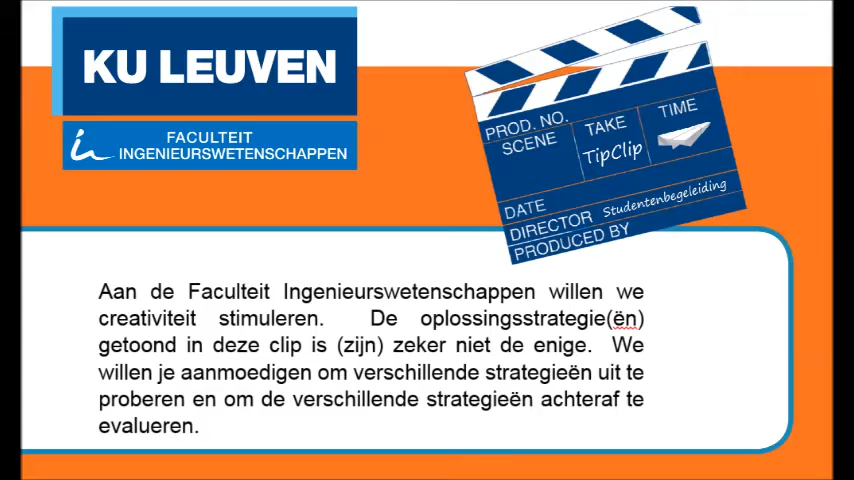 KU LEUVEN
FACULTEIT
INGENIEURSWETENSCHAPPEN
PROD. NO.
SCENE
TAKE
TipClip
TIME
DATE
DIRECTOR Studentenbegeleiding
PRODUCED BY
Aan de Faculteit Ingenieurswetenschappen willen we
creativiteit stimuleren. De oplossingsstrategie(ën)
getoond in deze clip is (zijn) zeker niet de enige. We
willen je aanmoedigen om verschillende strategieën uit te
proberen en om de verschillende strategieën achteraf te
evalueren.